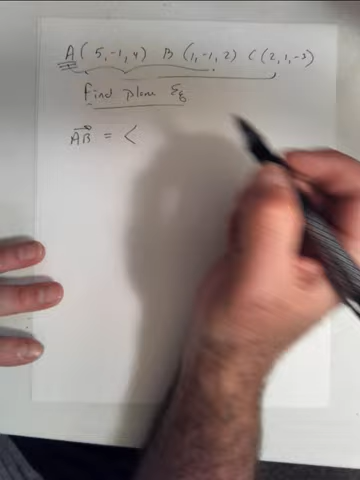 A( 5,-1,4) B (1,-1,2) C (2,1,-3)
find plane Eq
AB = <